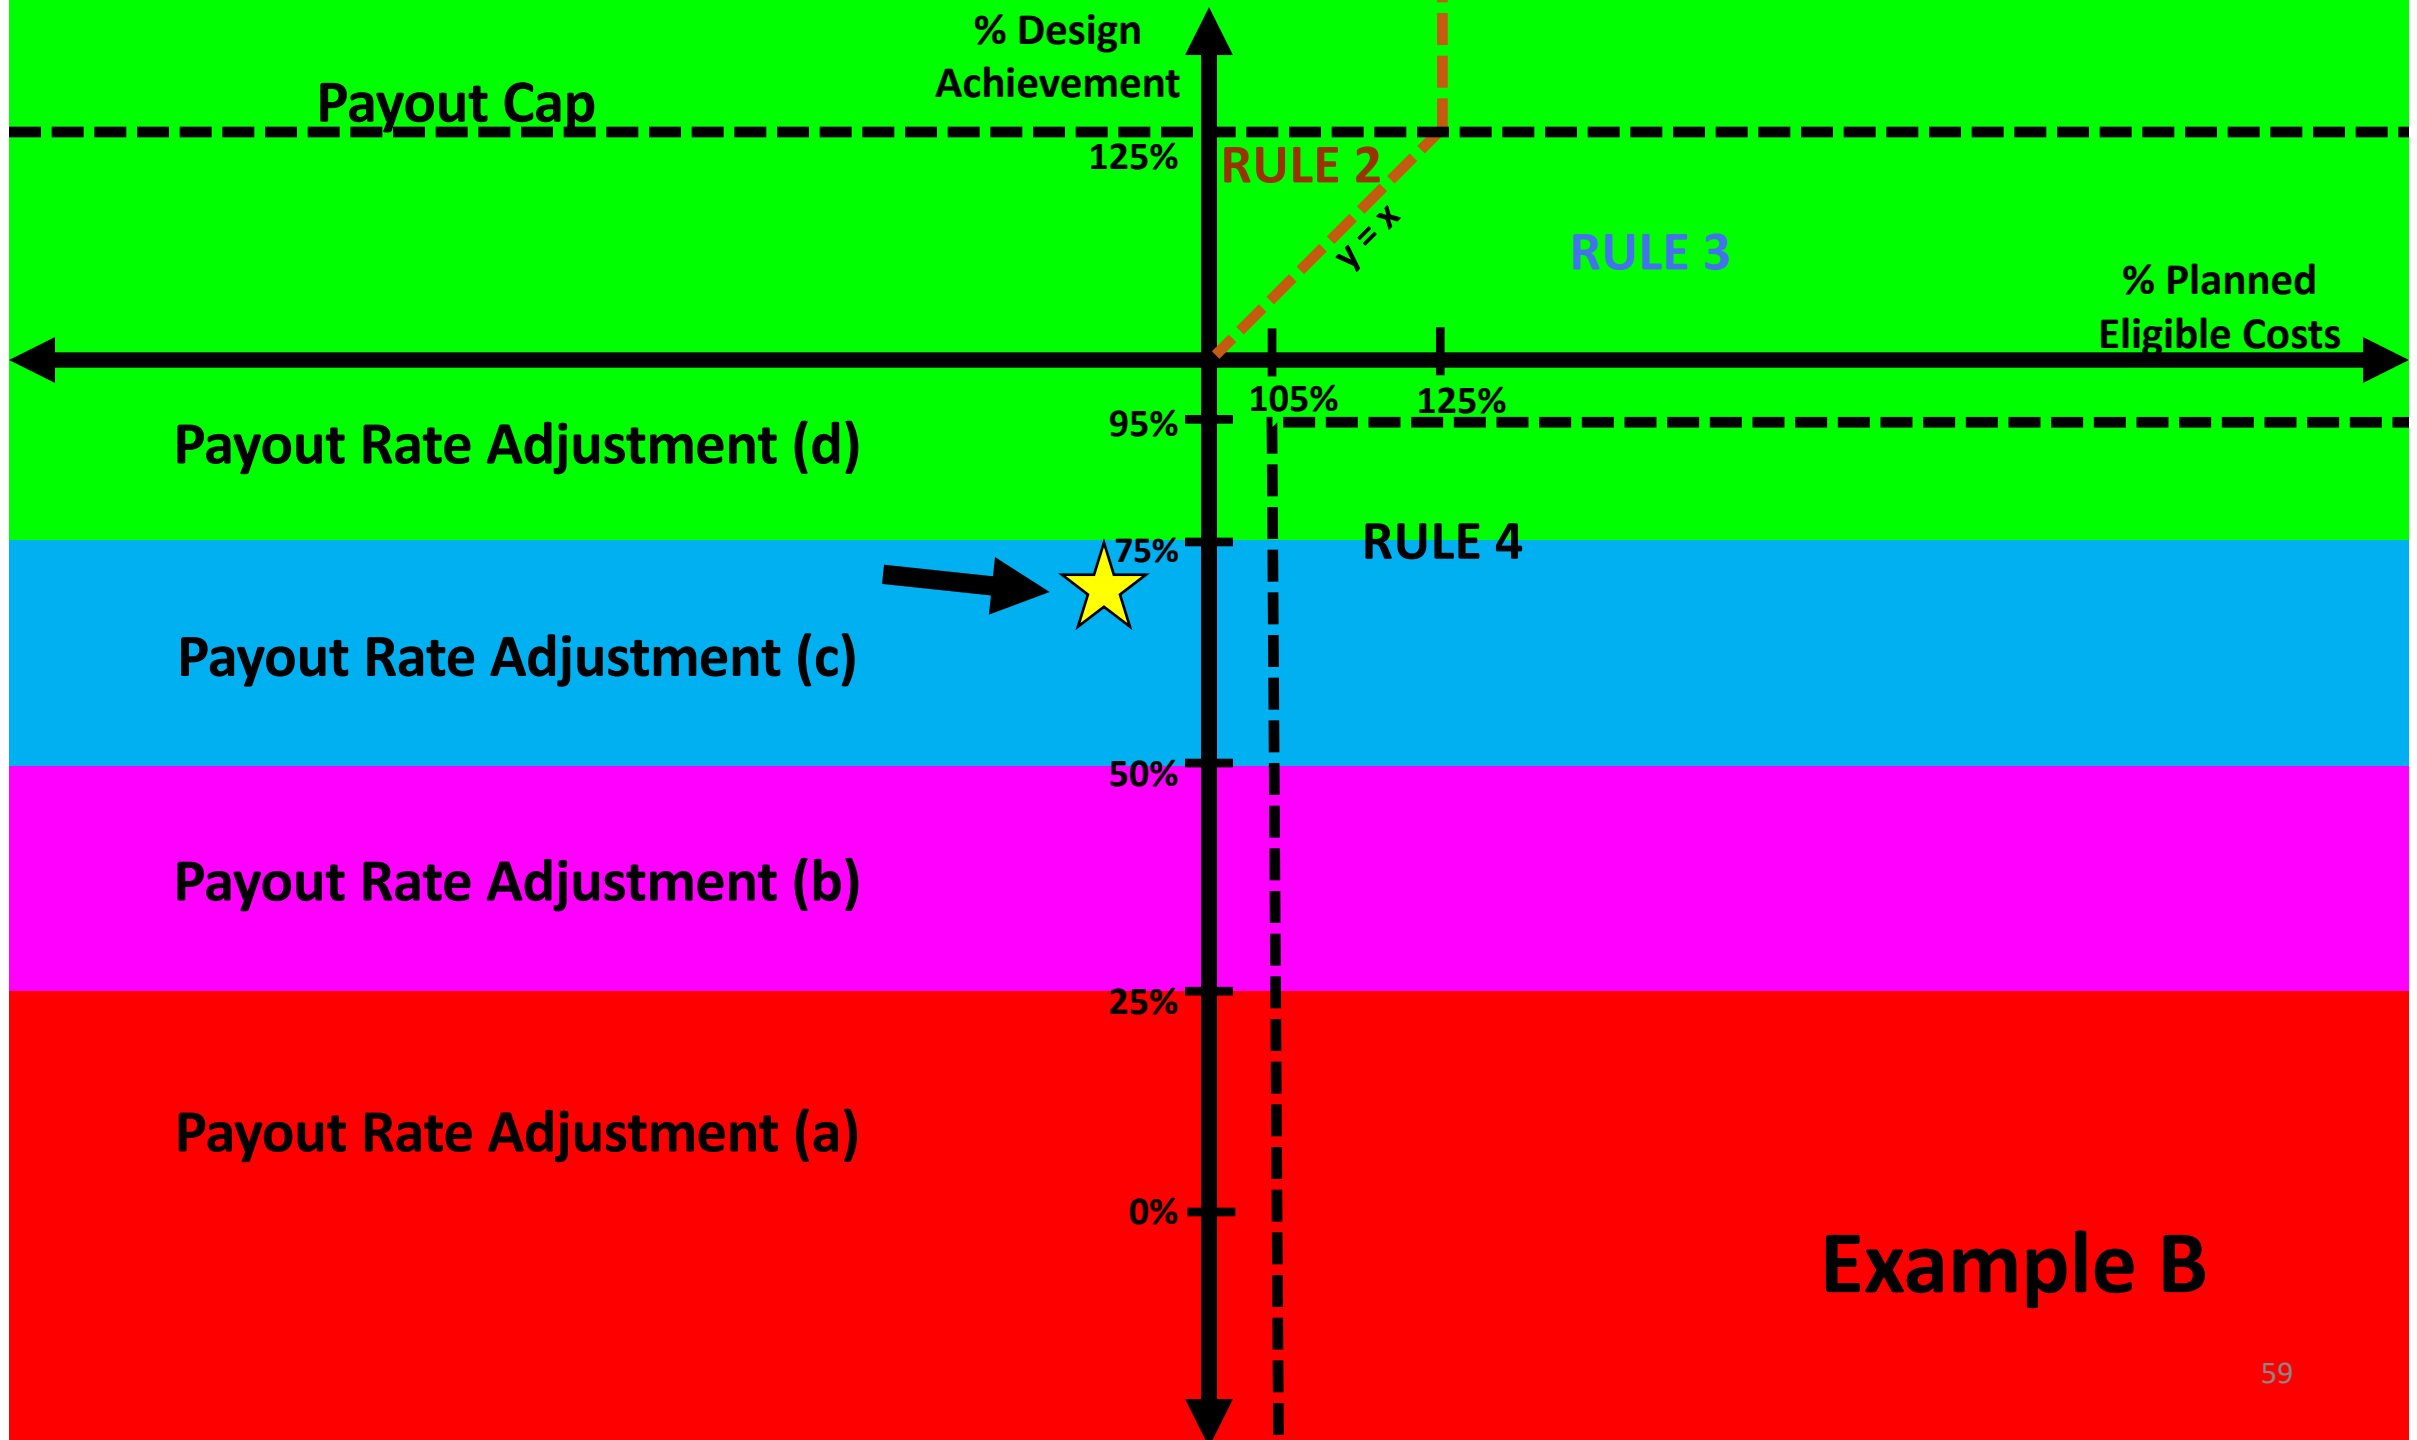 % Design
Achievement
Payout Cap
125%
RULE 2
y = x
RULE 3
% Planned
Eligible Costs
105%
125%
95%
Payout Rate Adjustment (d)
75%
RULE 4
Payout Rate Adjustment (c)
50%
Payout Rate Adjustment (b)
25%
Payout Rate Adjustment (a)
0%
Example B
59